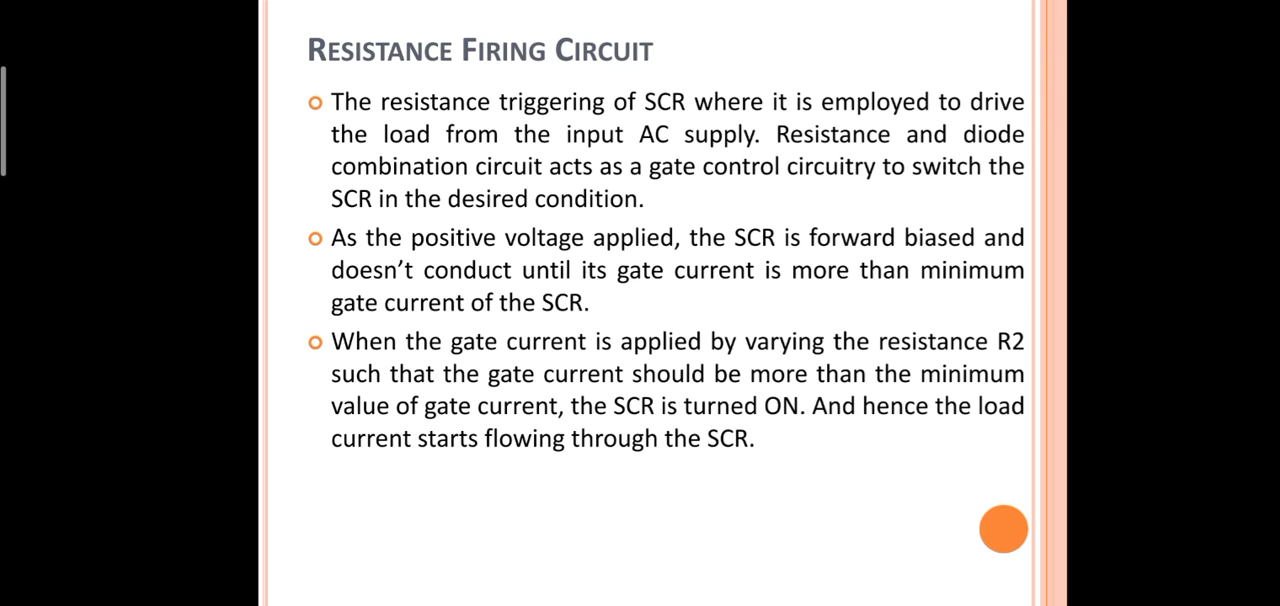 RESISTANCE FIRING CIRCUIT
The resistance triggering of SCR where it is employed to drive
the load from the input AC supply. Resistance and diode
combination circuit acts as a gate control circuitry to switch the
SCR in the desired condition.
As the positive voltage applied, the SCR is forward biased and
doesn’t conduct until its gate current is more than minimum
gate current of the SCR.
When the gate current is applied by varying the resistance R2
such that the gate current should be more than the minimum
value of gate current, the SCR is turned ON. And hence the load
current starts flowing through the SCR.